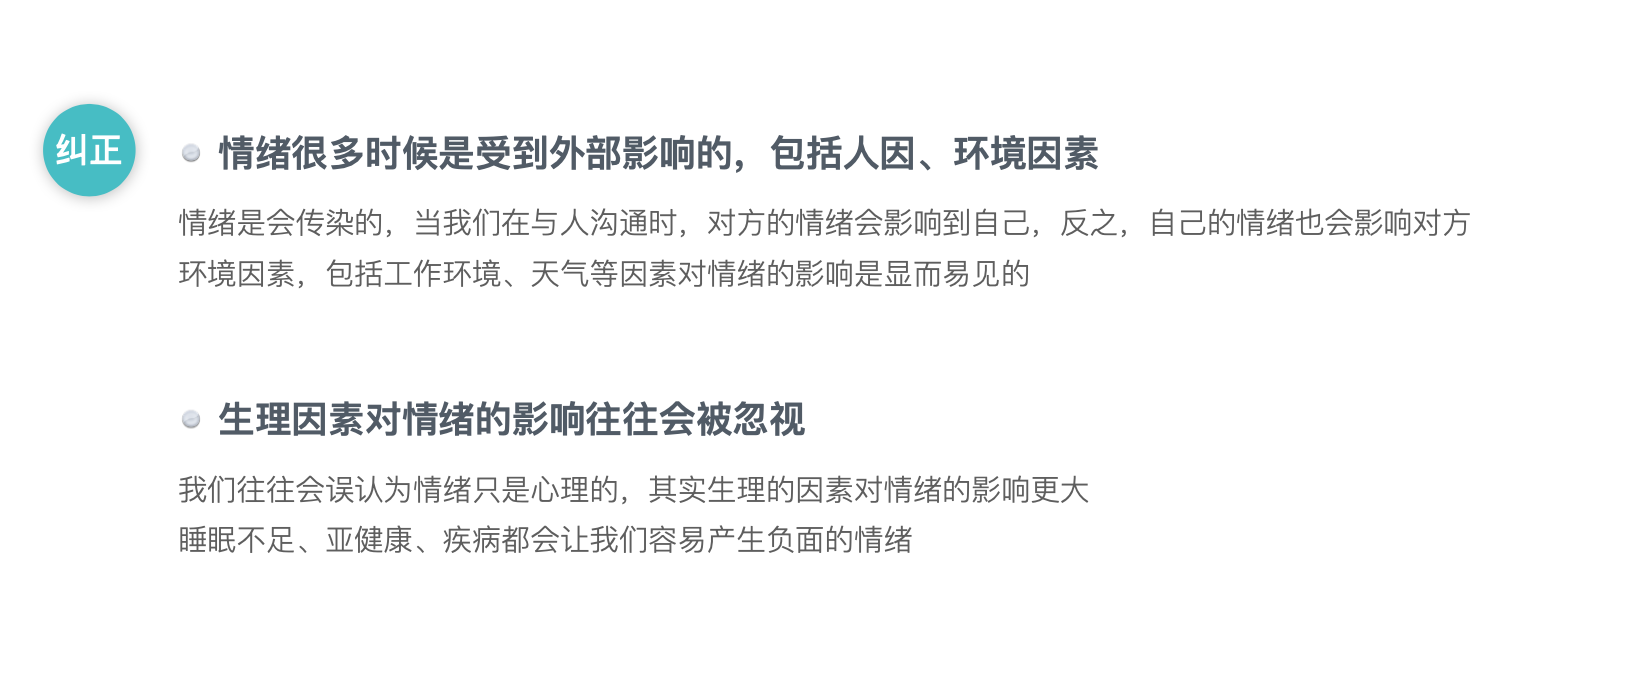 纠正
情绪很多时候是受到外部影响的，包括人因、环境因素
情绪是会传染的，当我们在与人沟通时，对方的情绪会影响到自己，反之，自己的情绪也会影响对方
环境因素，包括工作环境、天气等因素对情绪的影响是显而易见的
生理因素对情绪的影响往往会被忽视
我们往往会误认为情绪只是心理的，其实生理的因素对情绪的影响更大
睡眠不足、亚健康、疾病都会让我们容易产生负面的情绪